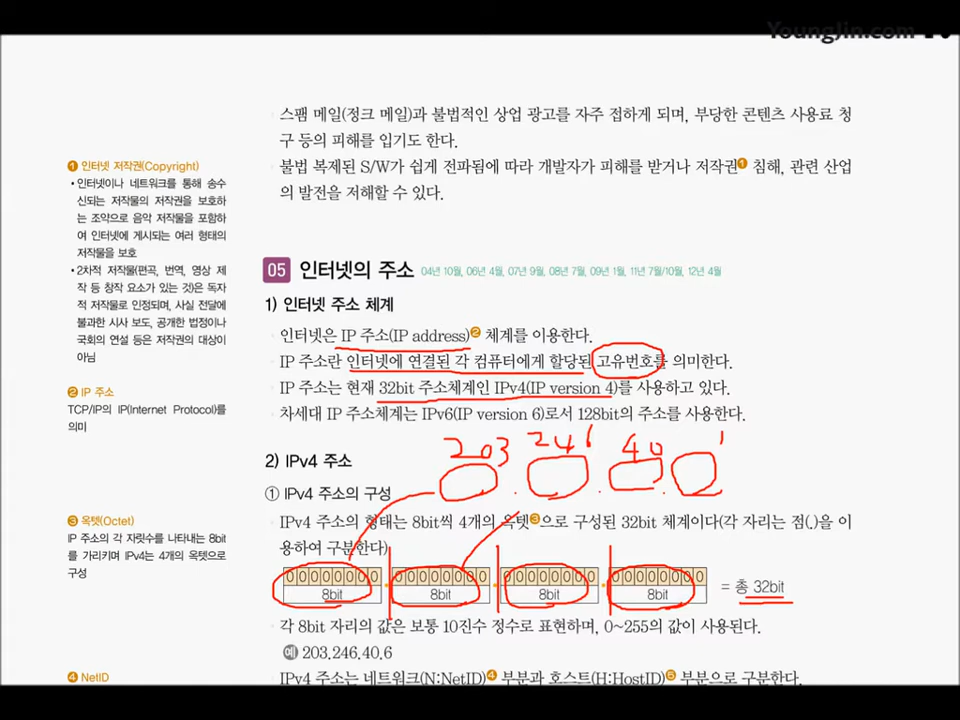 YoungJin.com
스팸 메일(정크 메일)과 불법적인 상업 광고를 자주 접하게 되며, 부당한 콘텐츠 사용료 청
구 등의 피해를 입기도 한다.
불법 복제된 S/W가 쉽게 전파됨에 따라 개발자가 피해를 받거나 저작권❶ 침해, 관련 산업
의 발전을 저해할 수 있다.
❶ 인터넷 저작권(Copyright)
• 인터넷이나 네트워크를 통해 송수
신되는 저작물의 저작권을 보호하
는 조약으로 음악 저작물을 포함하
여 인터넷에 게시되는 여러 형태의
저작물을 보호
• 2차적 저작물(편곡, 번역, 영상 제
작 등 창작 요소가 있는 것)은 독자
적 저작물로 인정되며, 사실 전달에
불과한 시사 보도, 공개한 법정이나
국회의 연설 등은 저작권의 대상이
아님
05 인터넷의 주소 04년 10월, 06년 4월, 07년 9월, 08년 7월, 09년 1월, 11년 7월/10월, 12년 4월
1) 인터넷 주소 체계
인터넷은 IP 주소(IP address)❷ 체계를 이용한다.
IP 주소란 인터넷에 연결된 각 컴퓨터에게 할당된 고유번호를 의미한다.
IP 주소는 현재 32bit 주소체계인 IPv4(IP version 4)를 사용하고 있다.
차세대 IP 주소체계는 IPv6(IP version 6)로서 128bit의 주소를 사용한다.
❷ IP 주소
TCP/IP의 IP(Internet Protocol)를
의미
203 246 40
2) IPv4 주소
① IPv4 주소의 구성
IPv4 주소의 형태는 8bit씩 4개의 옥텟❸으로 구성된 32bit 체계이다(각 자리는 점(.)을 이
용하여 구분한다)
00000000 . 00000000 . 00000000 . 00000000
8bit 8bit 8bit 8bit = 총 32bit
각 8bit 자리의 값은 보통 10진수 정수로 표현하며, 0~255의 값이 사용된다.
예 203.246.40.6
IPv4 주소는 네트워크(N:NetID)❹ 부분과 호스트(H:HostID)❺ 부분으로 구분한다.
❸ 옥텟(Octet)
IP 주소의 각 자릿수를 나타내는 8bit
를 가리키며 IPv4는 4개의 옥텟으로
구성
❹ NetID